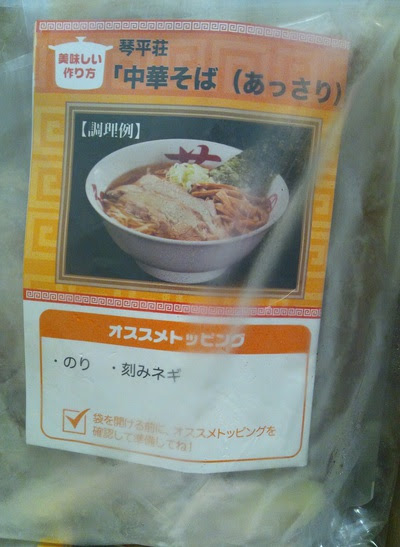 美味しい
作り方
琴平荘
「中華そば(あっさり)
【調理例】
オススメトッピング
・のり ・刻みネギ
袋を開ける前に、オススメトッピングを
確認して準備してね!